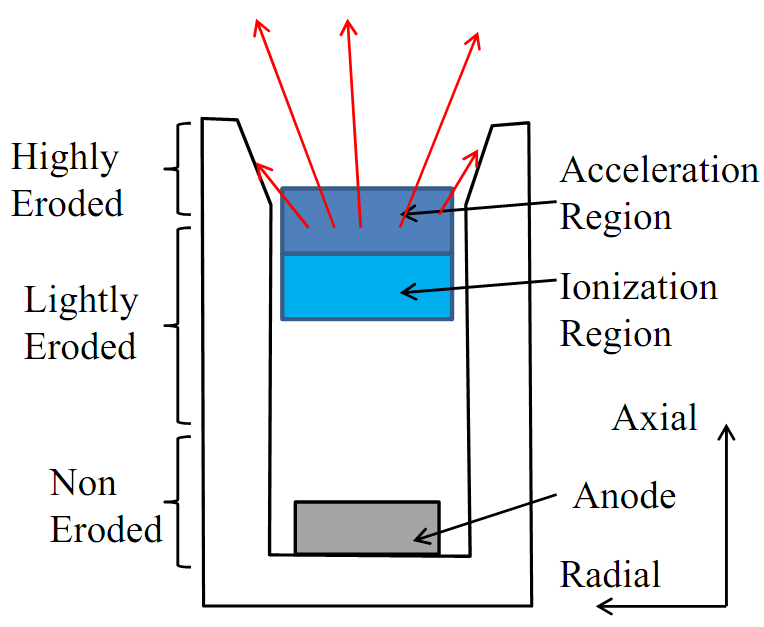 Highly
Eroded
Lightly
Eroded
Non
Eroded
Acceleration
Region
Ionization
Region
Axial
Anode
Radial